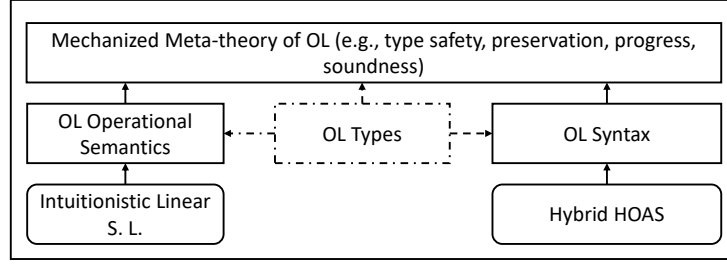 Mechanized Meta-theory of OL (e.g., type safety, preservation, progress,
soundness)
OL Operational
Semantics
OL Types
OL Syntax
Intuitionistic Linear
S. L.
Hybrid HOAS